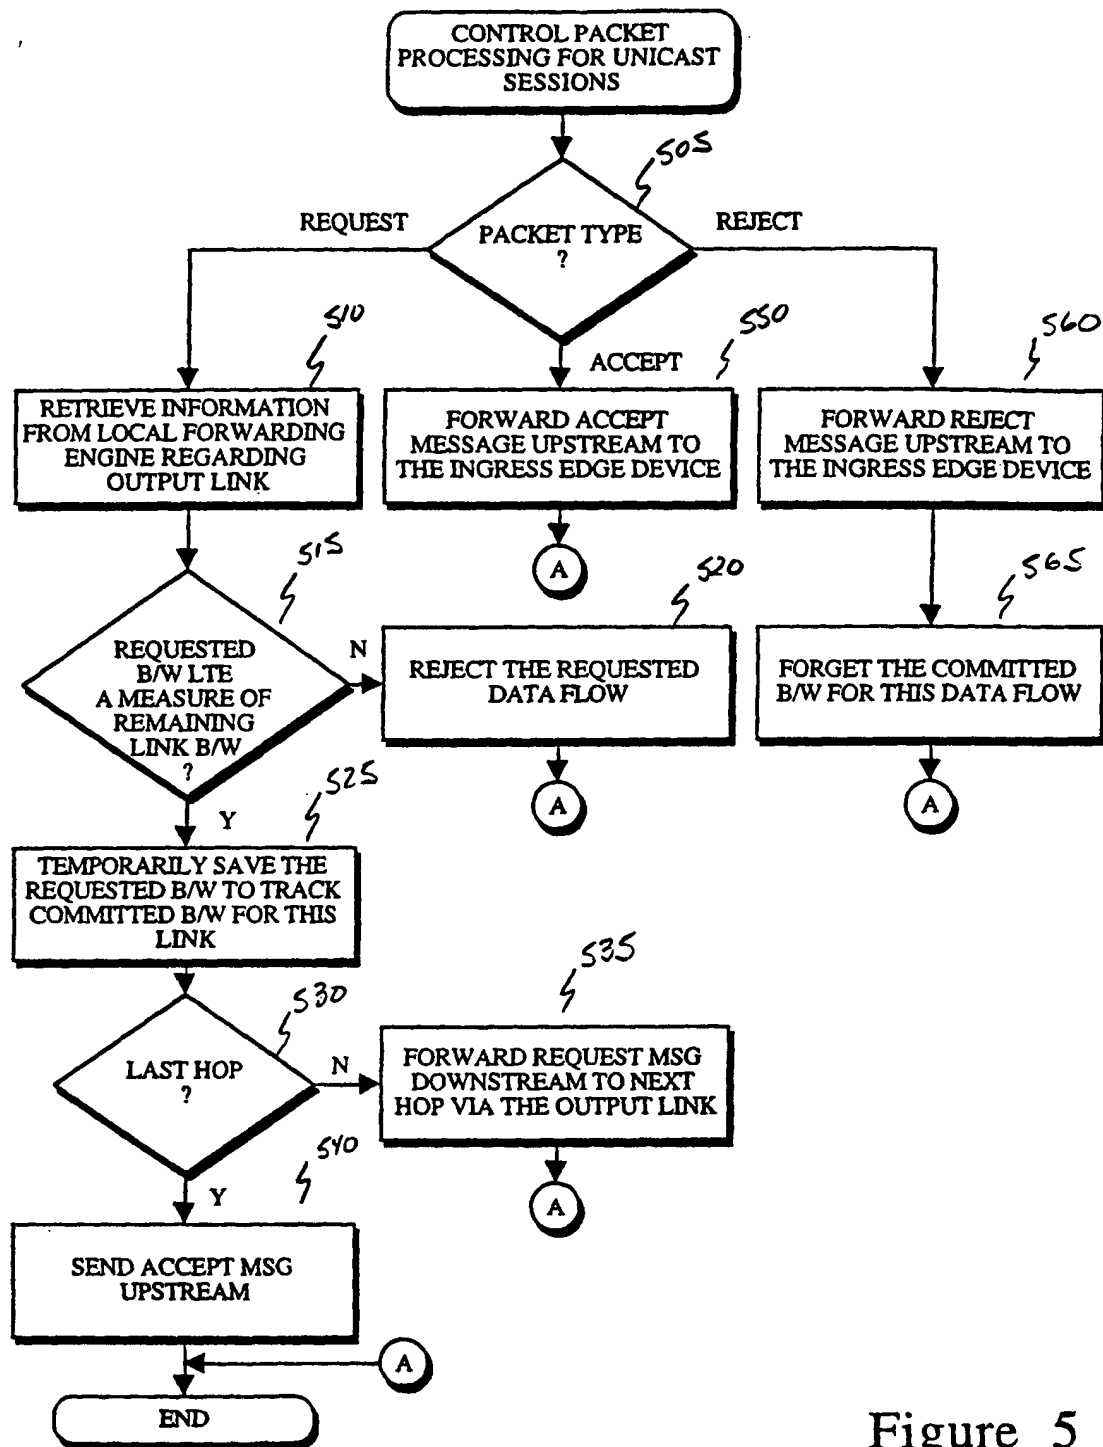 CONTROL PACKET
PROCESSING FOR UNICAST
SESSIONS
505
REQUEST
PACKET TYPE
?
REJECT
510
550
560
ACCEPT
RETRIEVE INFORMATION
FROM LOCAL FORWARDING
ENGINE REGARDING
OUTPUT LINK
FORWARD ACCEPT
MESSAGE UPSTREAM TO
THE INGRESS EDGE DEVICE
FORWARD REJECT
MESSAGE UPSTREAM TO
THE INGRESS EDGE DEVICE
515
A
520
565
REQUESTED
B/W LTE
A MEASURE OF
REMAINING
LINK B/W
?
N
REJECT THE REQUESTED
DATA FLOW
FORGET THE COMMITTED
B/W FOR THIS DATA FLOW
525
Y
A
A
TEMPORARILY SAVE THE
REQUESTED B/W TO TRACK
COMMITTED B/W FOR THIS
LINK
530
535
LAST HOP
?
N
FORWARD REQUEST MSG
DOWNSTREAM TO NEXT
HOP VIA THE OUTPUT LINK
540
Y
A
SEND ACCEPT MSG
UPSTREAM
A
END
Figure 5